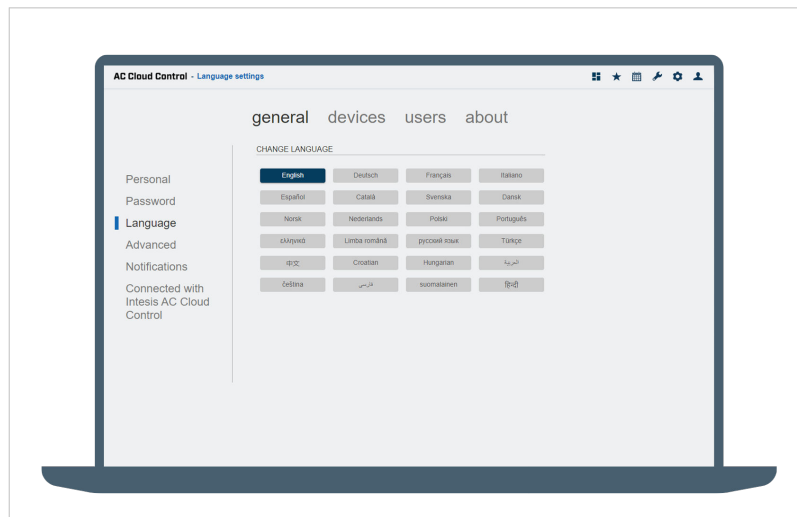 AC Cloud Control - Language settings
general devices users about
CHANGE LANGUAGE
Personal
Password
Language
Advanced
Notifications
Connected with
Intesis AC Cloud
Control
English Deutsch Français Italiano
Español Català Svenska Dansk
Norsk Nederlands Polski Português
ελληνικά Limba română русский язык Türkçe
中文 Croatian Hungarian العربية
čeština فارسی suomalainen हिन्दी